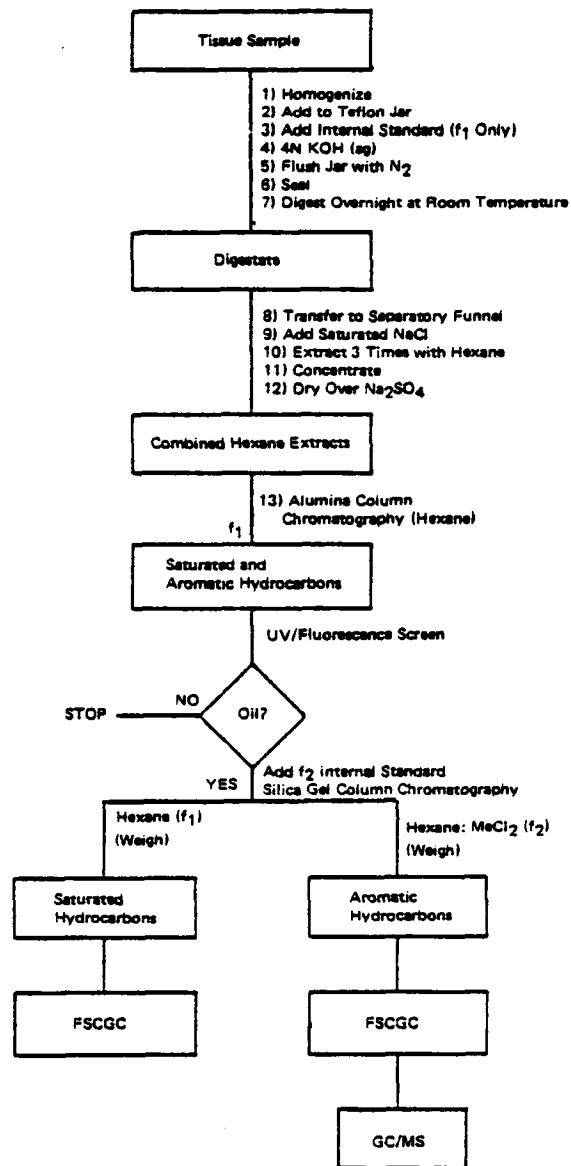 Tissue Sample
1) Homogenize
2) Add to Teflon Jar
3) Add Internal Standard (f1 Only)
4) 4N KOH (aq)
5) Flush Jar with N2
6) Seal
7) Digest Overnight at Room Temperature
Digestate
8) Transfer to Separatory Funnel
9) Add Saturated NaCl
10) Extract 3 Times with Hexane
11) Concentrate
12) Dry Over Na2SO4
Combined Hexane Extracts
13) Alumina Column
Chromatography (Hexane)
f1
Saturated and
Aromatic Hydrocarbons
UV/Fluorescence Screen
NO
STOP
Oil?
YES
Add f2 internal Standard
Silica Gel Column Chromatography
Hexane (f1)
(Weigh)
Hexane: MeCl2 (f2)
(Weigh)
Saturated
Hydrocarbons
Aromatic
Hydrocarbons
FSCGC
FSCGC
GC/MS